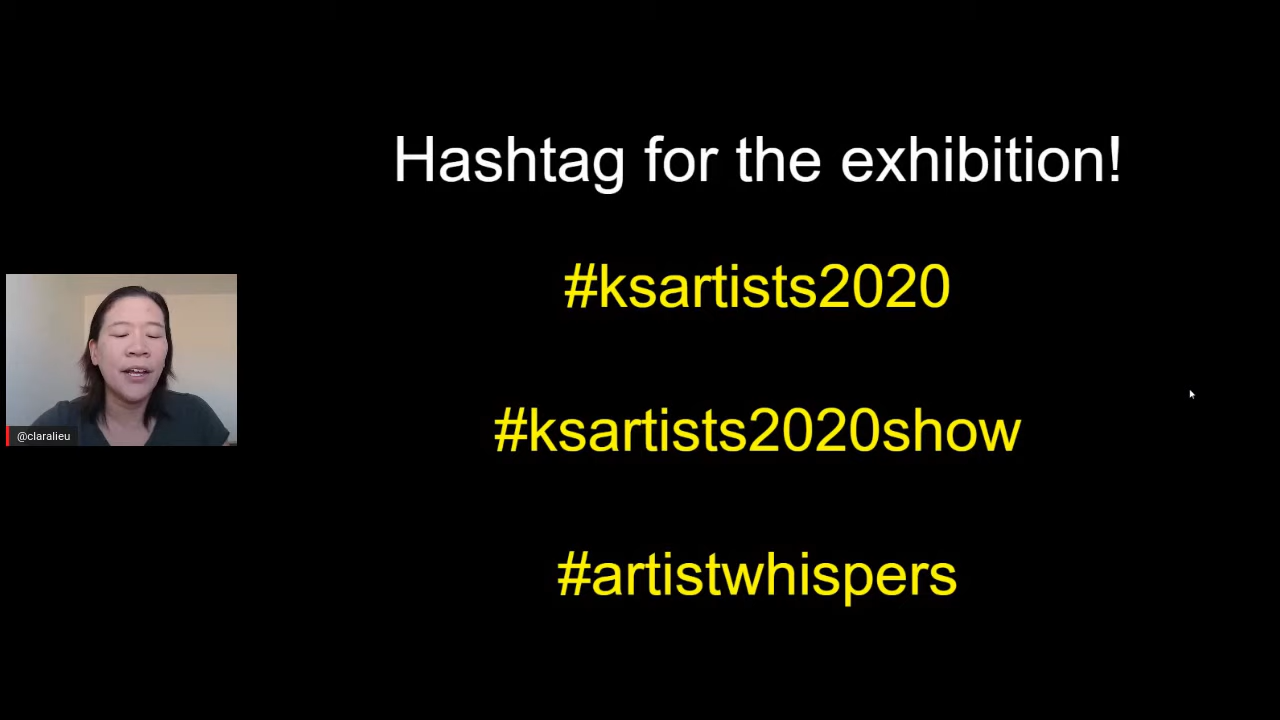 Hashtag for the exhibition!
#ksartists2020
#ksartists2020show
@claralieu
#artistwhispers